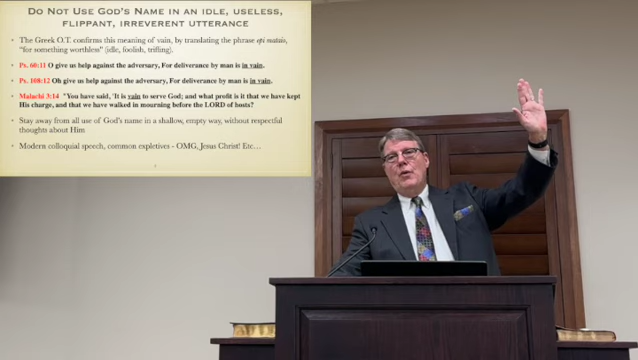 Do Not Use God's Name in an idle, useless,
flippant, irreverent utterance
• The Greek O.T. confirms this meaning of vain, by translating the phrase epi mataio,
"for something worthless" (idle, foolish, trifling).
• Ps. 60:11 O give us help against the adversary, For deliverance by man is in vain.
• Ps. 108:12 Oh give us help against the adversary, For deliverance by man is in vain.
• Malachi 3:14 "You have said, 'It is vain to serve God; and what profit is it that we have kept
His charge, and that we have walked in mourning before the LORD of hosts?
• Stay away from all use of God's name in a shallow, empty way, without respectful
thoughts about Him
• Modern colloquial speech, common expletives - OMG, Jesus Christ! Etc…